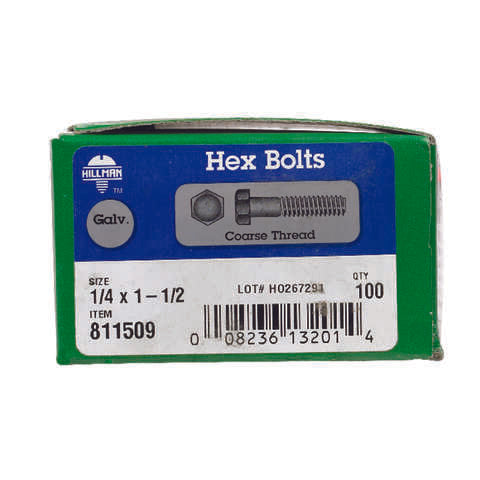 Hex Bolts
HILLMAN
TM
Galv.
Coarse Thread
SIZE
1/4 x 1-1/2
LOT# H0267291
QTY
100
ITEM
811509
0 08236 13201 4